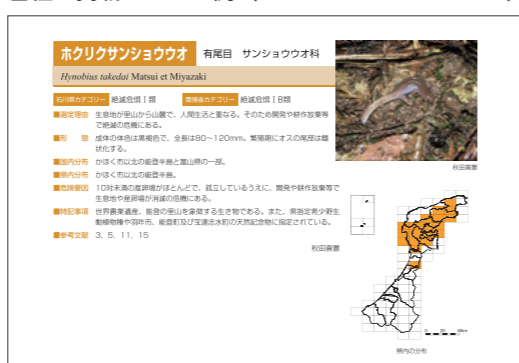 ホクリクサンショウウオ 有尾目 サンショウウオ科
Hynobius takedai Matsui et Miyazaki
石川県カテゴリー 絶滅危惧Ⅰ類 環境省カテゴリー 絶滅危惧ⅠB類
■選定理由 生息地が里山から山麓で、人間生活と重なる。そのため開発や耕作放棄等
で絶滅の危機にある。
■形 態 成体の体色は黒褐色で、全長は80～120mm。繁殖期にオスの尾部は鰭
状化する。
■国内分布 かほく市以北の能登半島と富山県の一部。
■県内分布 かほく市以北の能登半島。
■危険要因 10対未満の産卵場がほとんどで、孤立しているうえに、開発や耕作放棄等で
生息地や産卵場が消滅の危機にある。
■特記事項 世界農業遺産、能登の里山を象徴する生き物である。また、県指定希少野生
動植物種や羽咋市、能登町及び宝達志水町の天然記念物に指定されている。
■参考文献 3, 5, 11, 15
秋田喜憲
秋田喜憲
0 20 40km
県内の分布